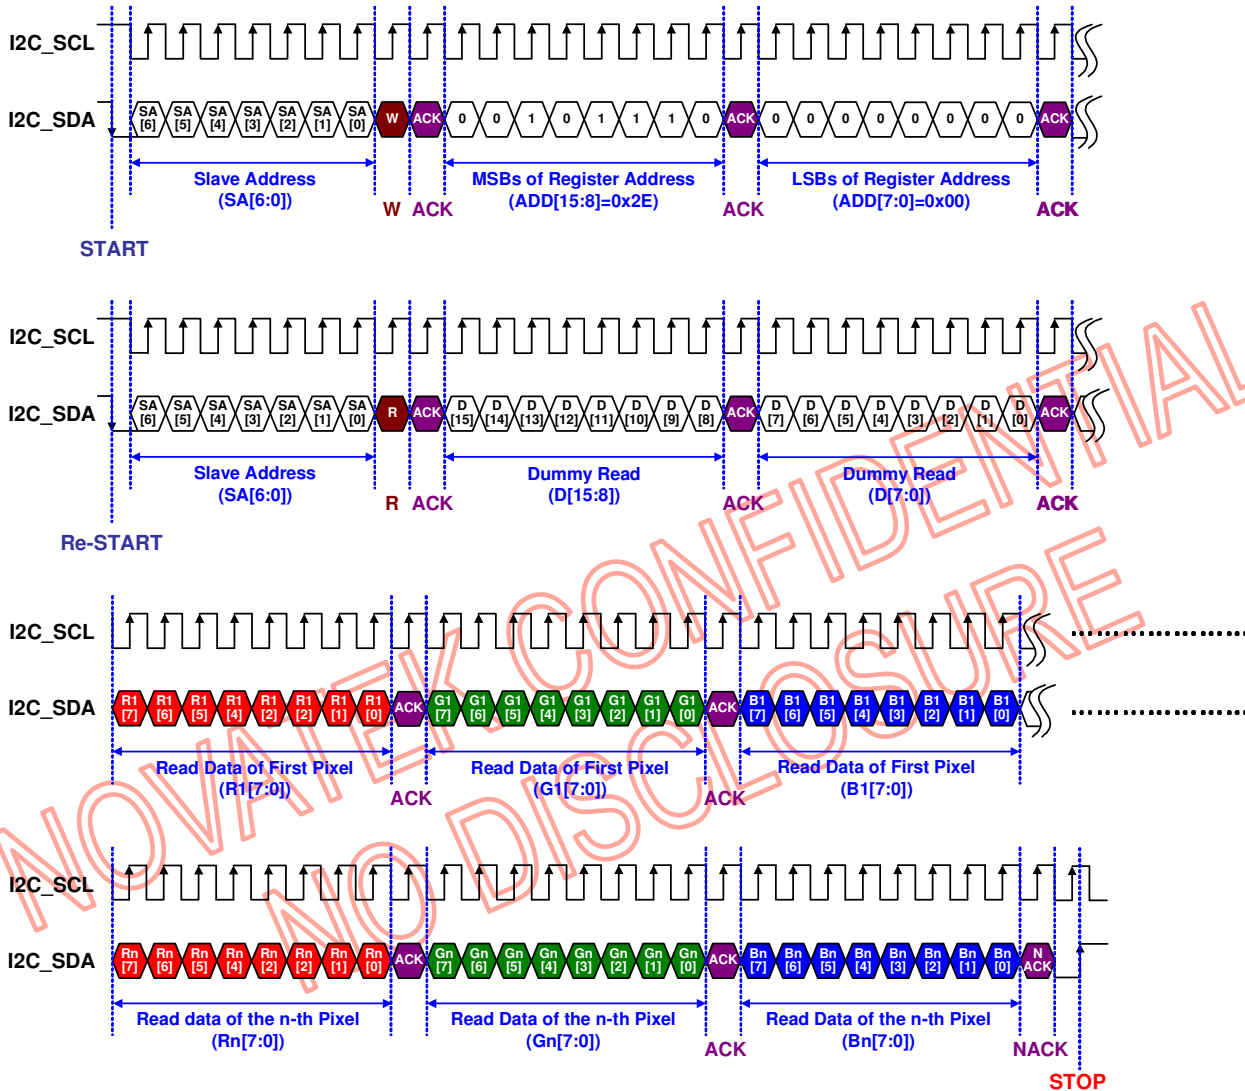 I2C_SCL
I2C_SDA
SA [6] SA [5] SA [4] SA [3] SA [2] SA [1] SA [0] W ACK 0 0 1 0 1 1 1 0 ACK 0 0 0 0 0 0 0 0 ACK
Slave Address MSBs of Register Address LSBs of Register Address
(SA[6:0]) (ADD[15:8]=0x2E) (ADD[7:0]=0x00)
W ACK ACK ACK
START
I2C_SCL
I2C_SDA
SA [6] SA [5] SA [4] SA [3] SA [2] SA [1] SA [0] R ACK D [15] D [14] D [13] D [12] D [11] D [10] D [9] D [8] ACK D [7] D [6] D [5] D [4] D [3] D [2] D [1] D [0] ACK
Slave Address Dummy Read Dummy Read
(SA[6:0]) (D[15:8]) (D[7:0])
R ACK ACK ACK
Re-START
I2C_SCL
I2C_SDA
R1 [7] R1 [6] R1 [5] R1 [4] R1 [2] R1 [2] R1 [1] R1 [0] ACK G1 [7] G1 [6] G1 [5] G1 [4] G1 [3] G1 [2] G1 [1] G1 [0] ACK B1 [7] B1 [6] B1 [5] B1 [4] B1 [3] B1 [2] B1 [1] B1 [0]
Read Data of First Pixel Read Data of First Pixel Read Data of First Pixel
(R1[7:0]) (G1[7:0]) (B1[7:0])
ACK ACK
I2C_SCL
I2C_SDA
Rn [7] Rn [6] Rn [5] Rn [4] Rn [2] Rn [2] Rn [1] Rn [0] ACK Gn [7] Gn [6] Gn [5] Gn [4] Gn [3] Gn [2] Gn [1] Gn [0] ACK Bn [7] Bn [6] Bn [5] Bn [4] Bn [3] Bn [2] Bn [1] Bn [0] N ACK
Read data of the n-th Pixel Read Data of the n-th Pixel Read Data of the n-th Pixel
(Rn[7:0]) (Gn[7:0]) (Bn[7:0])
ACK NACK
STOP
NOVATEK CONFIDENTIAL
NO DISCLOSURE